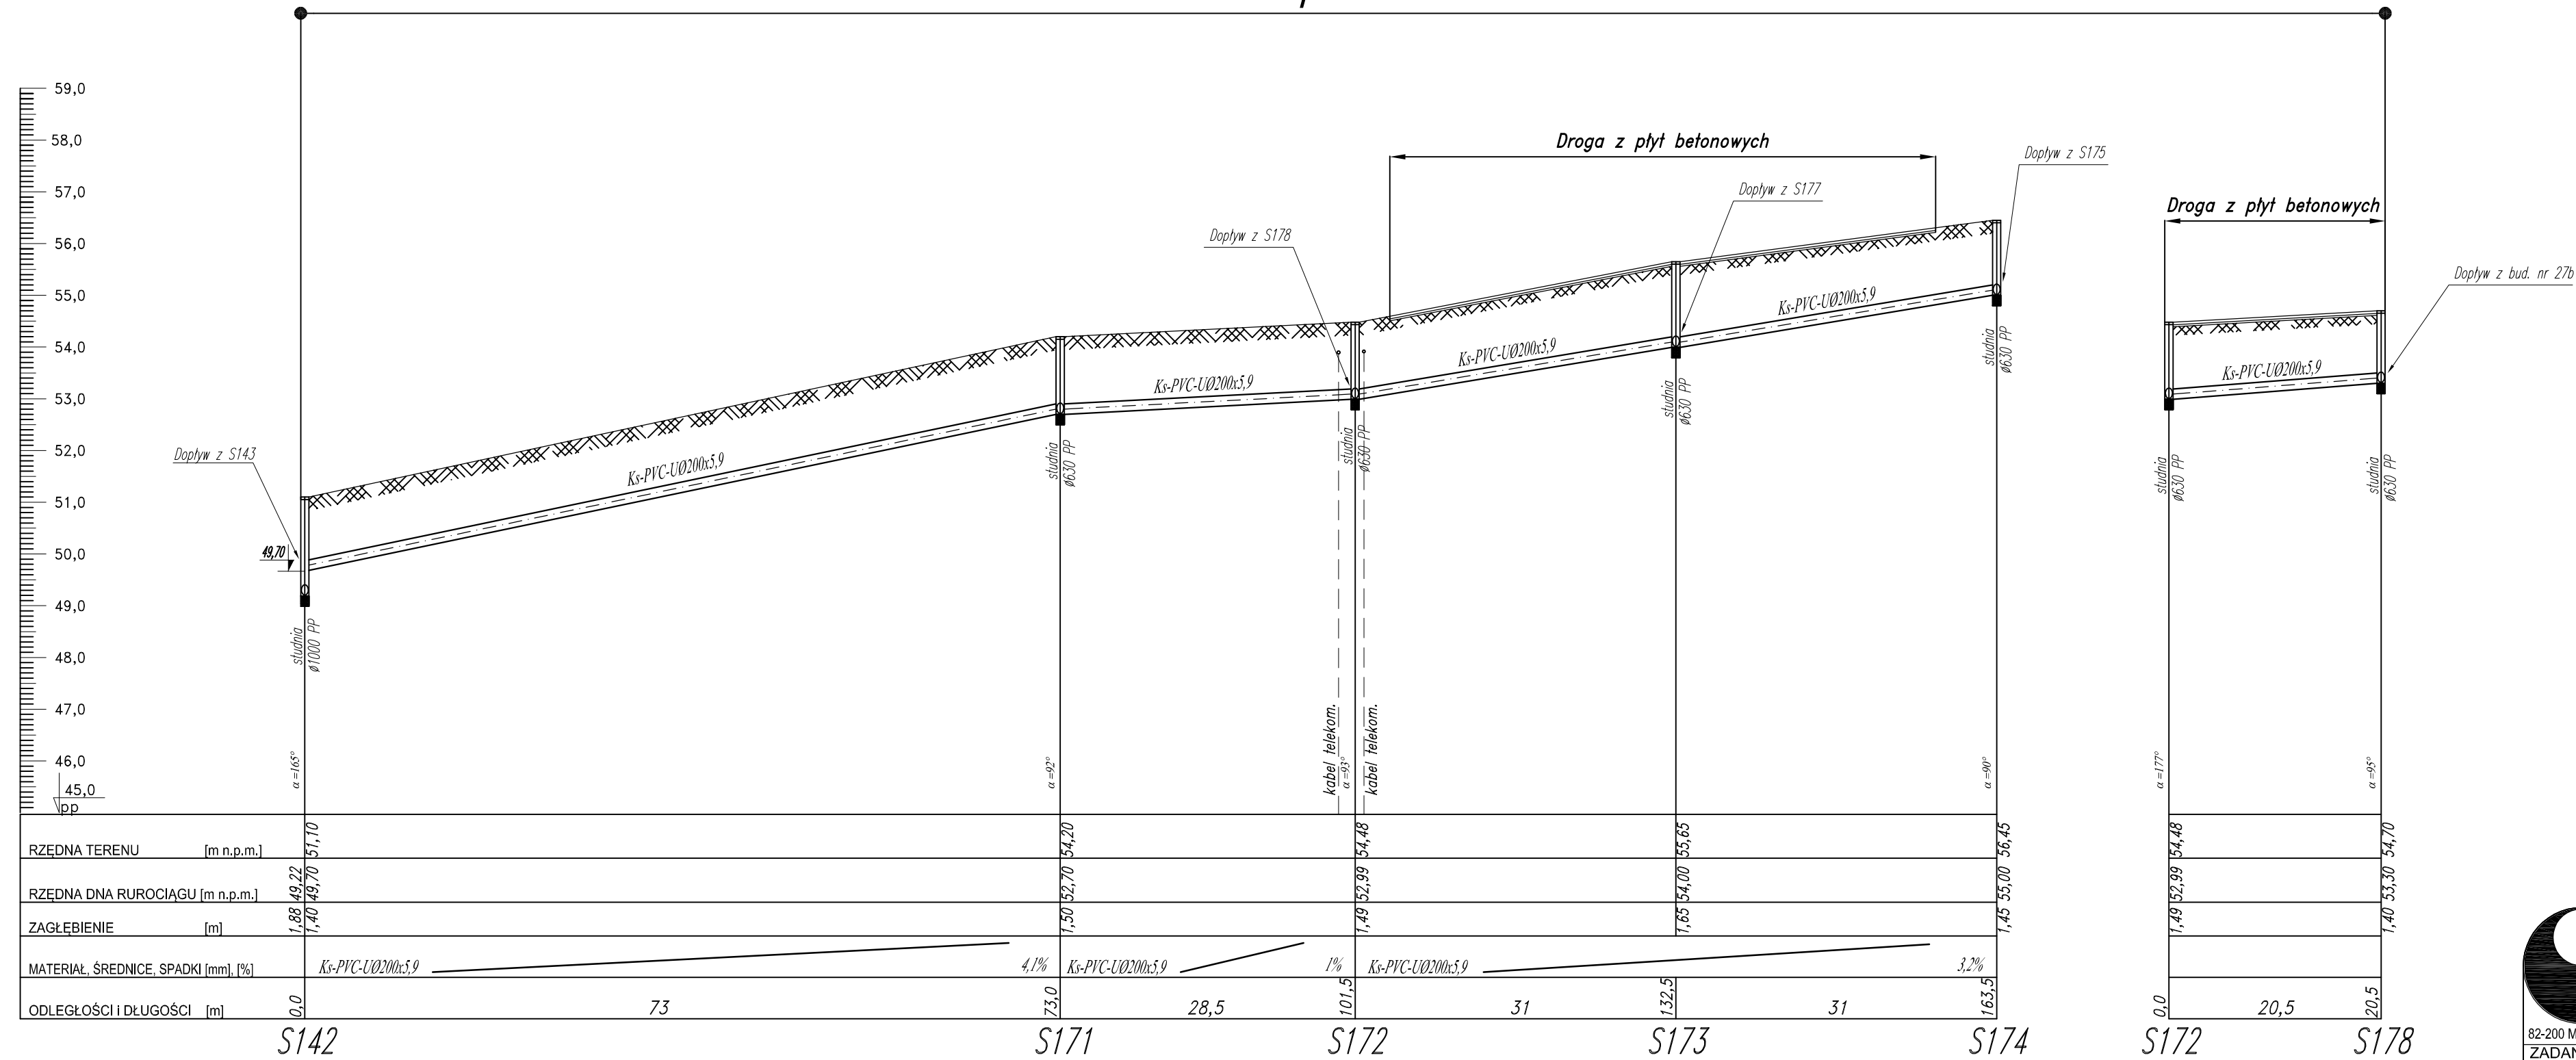 59,0
58,0
57,0
56,0
55,0
54,0
53,0
52,0
51,0
50,0
49,0
48,0
47,0
46,0
45,0
pp
Droga z płyt betonowych
Droga z płyt betonowych
Dopływ z S143
Dopływ z S178
Dopływ z S177
Dopływ z S175
Dopływ z bud. nr 27b
49,70
Ks-PVC-UØ200x5,9
Ks-PVC-UØ200x5,9
Ks-PVC-UØ200x5,9
Ks-PVC-UØ200x5,9
Ks-PVC-UØ200x5,9
studnia
ø1000 PP
studnia
ø630 PP
studnia
ø630 PP
studnia
ø630 PP
studnia
ø630 PP
studnia
ø630 PP
studnia
ø630 PP
kabel telekom.
kabel telekom.
α=165°
α=92°
α=93°
α=90°
α=177°
α=95°
RZĘDNA TERENU [m n.p.m.] 51,10 54,20 54,48 55,65 56,45 54,48 54,70
RZĘDNA DNA RUROCIĄGU [m n.p.m.] 49,22 49,70 52,70 52,99 54,00 55,00 52,99 53,30
ZAGŁĘBIENIE [m] 1,88 1,40 1,50 1,49 1,65 1,45 1,49 1,40
MATERIAŁ, ŚREDNICE, SPADKI [mm], [%] Ks-PVC-UØ200x5,9 4,1% Ks-PVC-UØ200x5,9 1% Ks-PVC-UØ200x5,9 3,2%
ODLEGŁOŚCI i DŁUGOŚCI [m] 0,0 73 73,0 28,5 101,5 31 132,5 31 163,5 0,0 20,5 20,5
S142 S171 S172 S173 S174 S172 S178
82-200 M
ZADAN